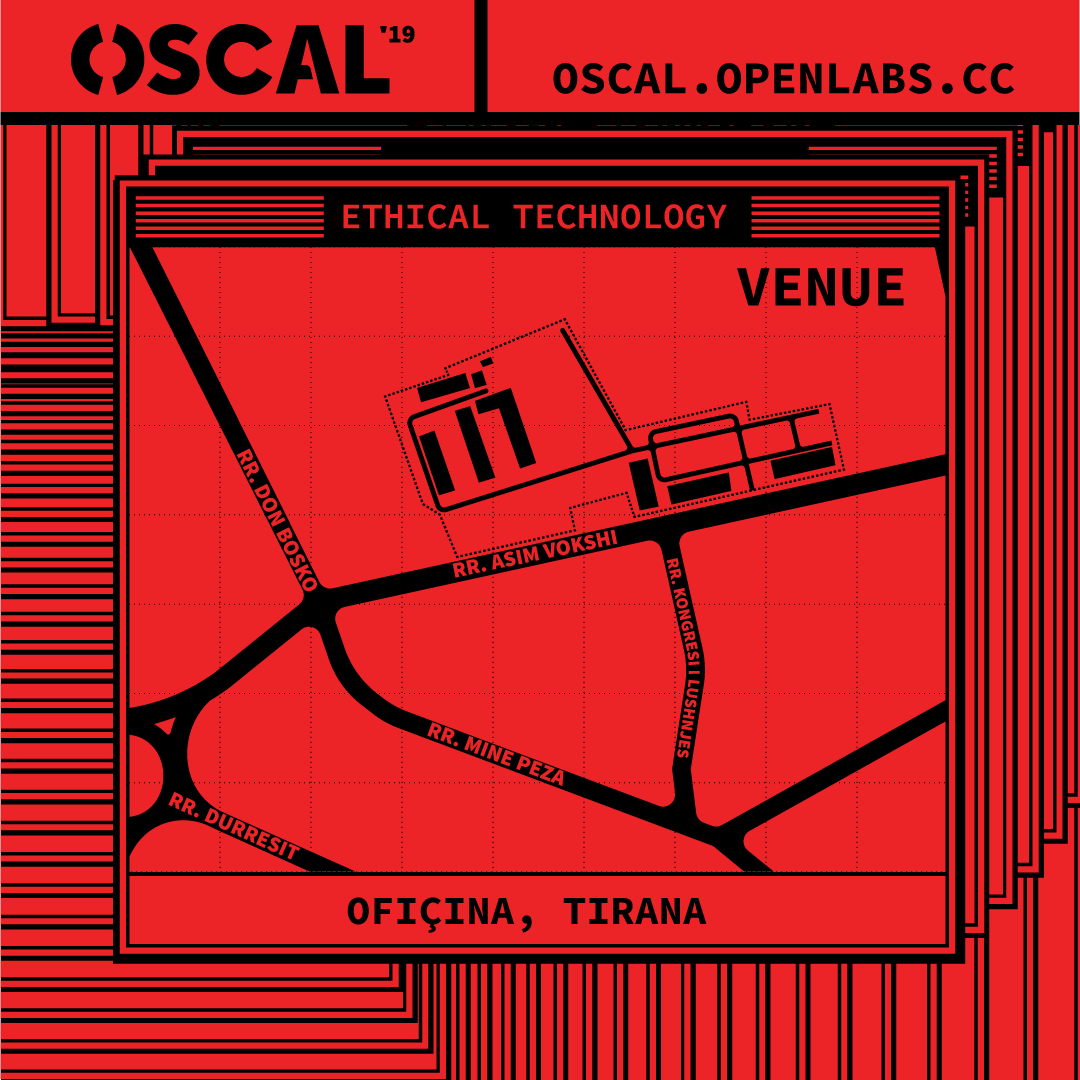 OSCAL'19
OSCAL.OPENLABS.CC
ETHICAL TECHNOLOGY
VENUE
RR. DON BOSKO
RR. ASIM VOKSHI
RR. KONGRESI I LUSHNJES
RR. MINE PEZA
RR. DURRESIT
OFIÇINA, TIRANA